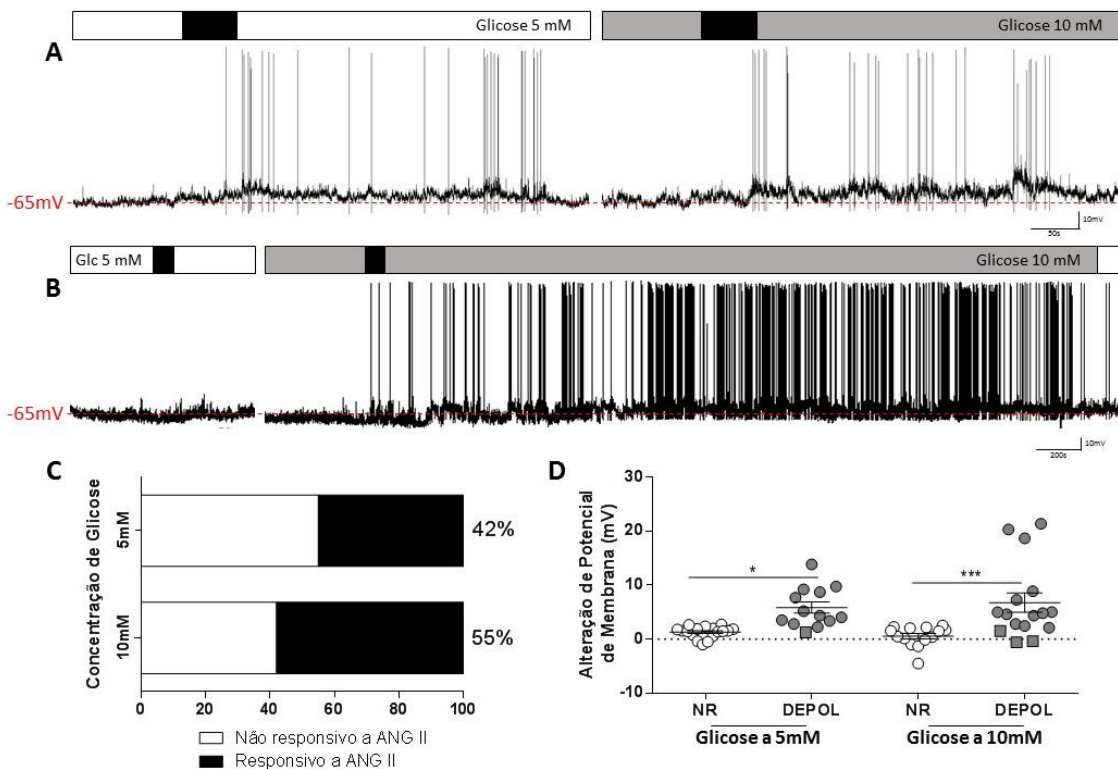 Glicose 5 mM
Glicose 10 mM
A
-65mV
10mV
50s
Glc 5 mM
Glicose 10 mM
B
-65mV
10mV
200s
C
Concentração de Glicose
5mM
10mM
42%
55%
0 20 40 60 80 100
Não responsivo a ANG II
Responsivo a ANG II
D
Alteração de Potencial
de Membrana (mV)
30
20
10
0
-10
* ***
NR DEPOL NR DEPOL
Glicose a 5mM Glicose a 10mM